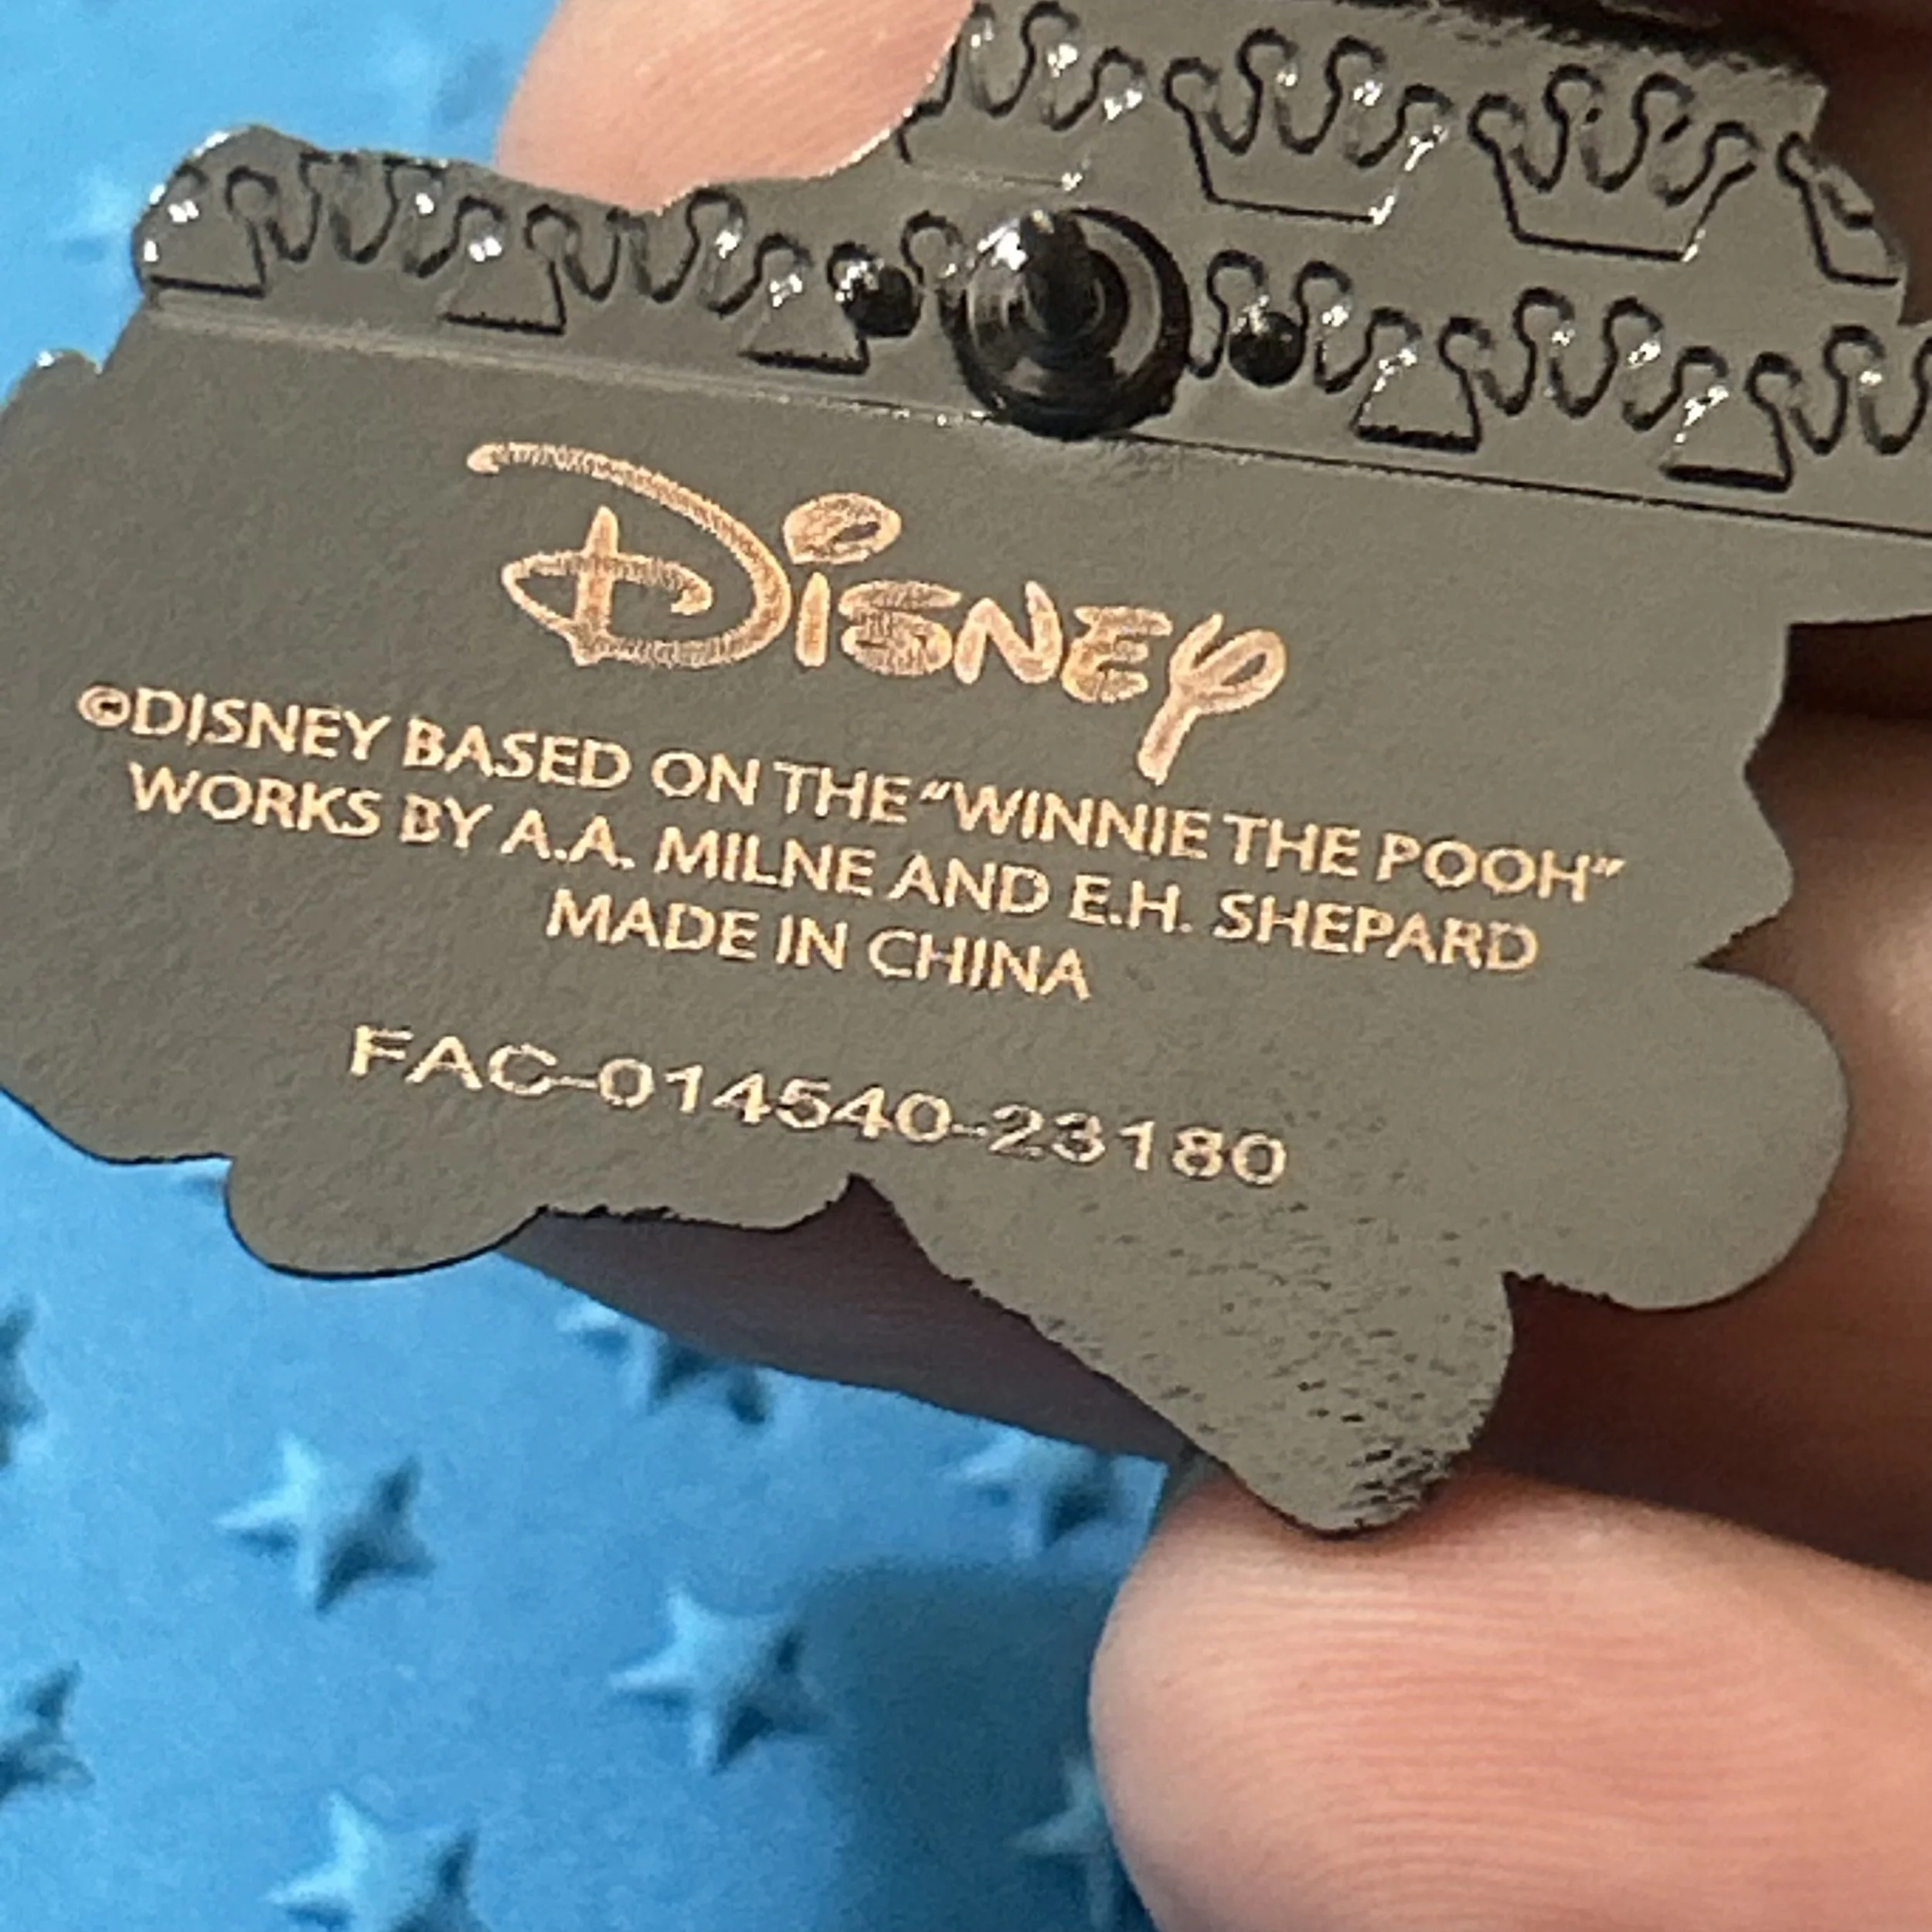 Disney
©DISNEY BASED ON THE "WINNIE THE POOH"
WORKS BY A.A. MILNE AND E.H. SHEPARD
MADE IN CHINA
FAC-014540-23180